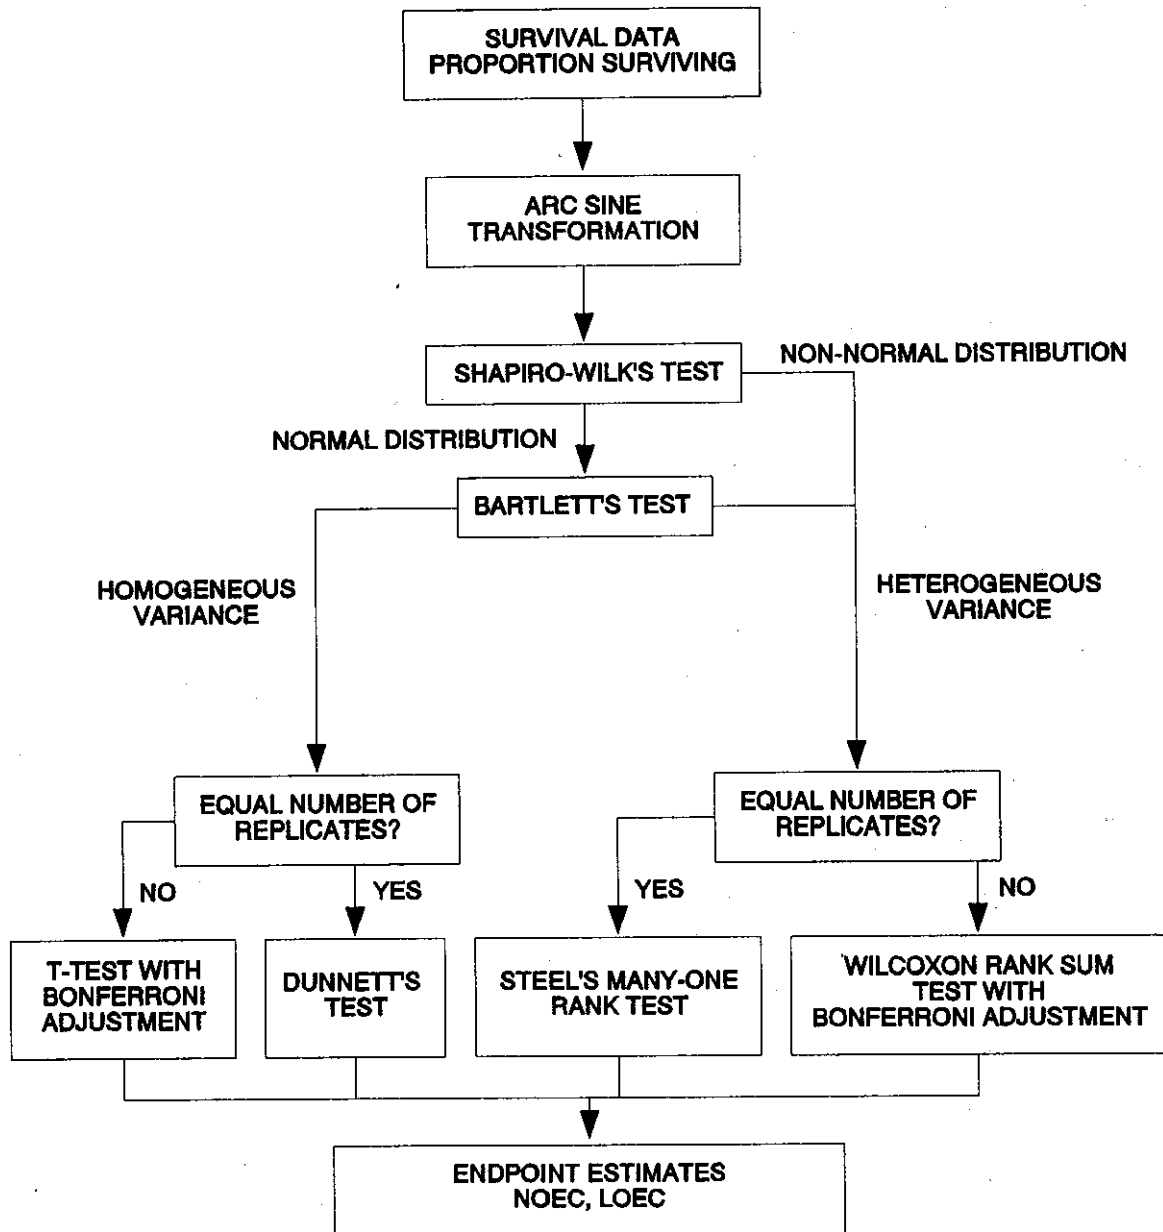 SURVIVAL DATA
PROPORTION SURVIVING
ARC SINE
TRANSFORMATION
NON-NORMAL DISTRIBUTION
SHAPIRO-WILK'S TEST
NORMAL DISTRIBUTION
BARTLETT'S TEST
HOMOGENEOUS
VARIANCE
HETEROGENEOUS
VARIANCE
EQUAL NUMBER OF
REPLICATES?
EQUAL NUMBER OF
REPLICATES?
NO
YES
YES
NO
T-TEST WITH
BONFERRONI
ADJUSTMENT
DUNNETT'S
TEST
STEEL'S MANY-ONE
RANK TEST
WILCOXON RANK SUM
TEST WITH
BONFERRONI ADJUSTMENT
ENDPOINT ESTIMATES
NOEC, LOEC